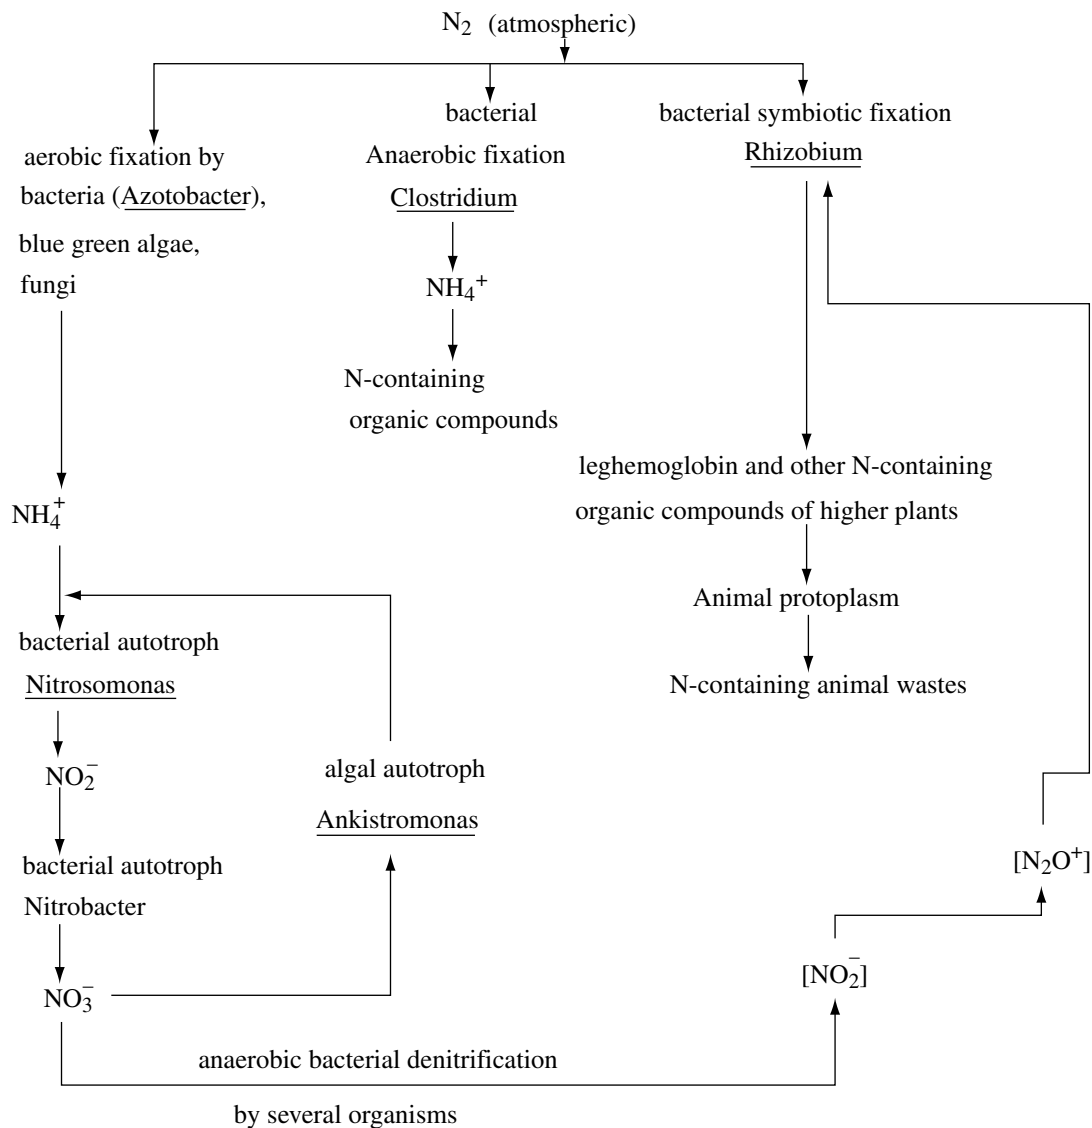 N₂ (atmospheric)
aerobic fixation by
bacteria (Azotobacter),
blue green algae,
fungi
NH₄⁺
bacterial autotroph
Nitrosomonas
NO₂⁻
bacterial autotroph
Nitrobacter
NO₃⁻
bacterial
Anaerobic fixation
Clostridium
NH₄⁺
N-containing
organic compounds
algal autotroph
Ankistromonas
bacterial symbiotic fixation
Rhizobium
leghemoglobin and other N-containing
organic compounds of higher plants
Animal protoplasm
N-containing animal wastes
anaerobic bacterial denitrification
by several organisms
[NO₂⁻]
[N₂O⁺]